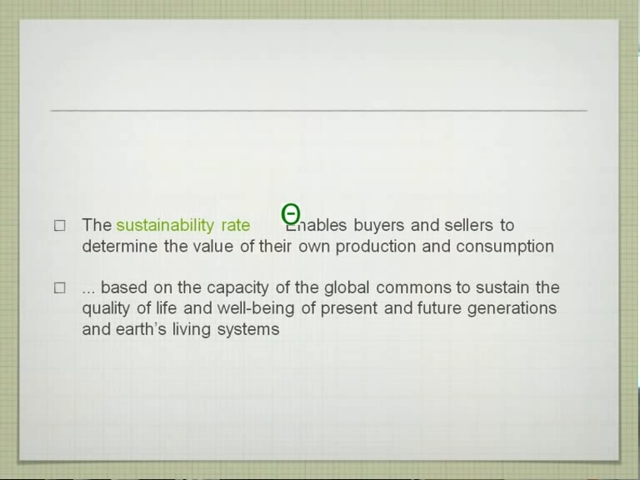 The sustainability rate Θ Enables buyers and sellers to
determine the value of their own production and consumption
... based on the capacity of the global commons to sustain the
quality of life and well-being of present and future generations
and earth's living systems